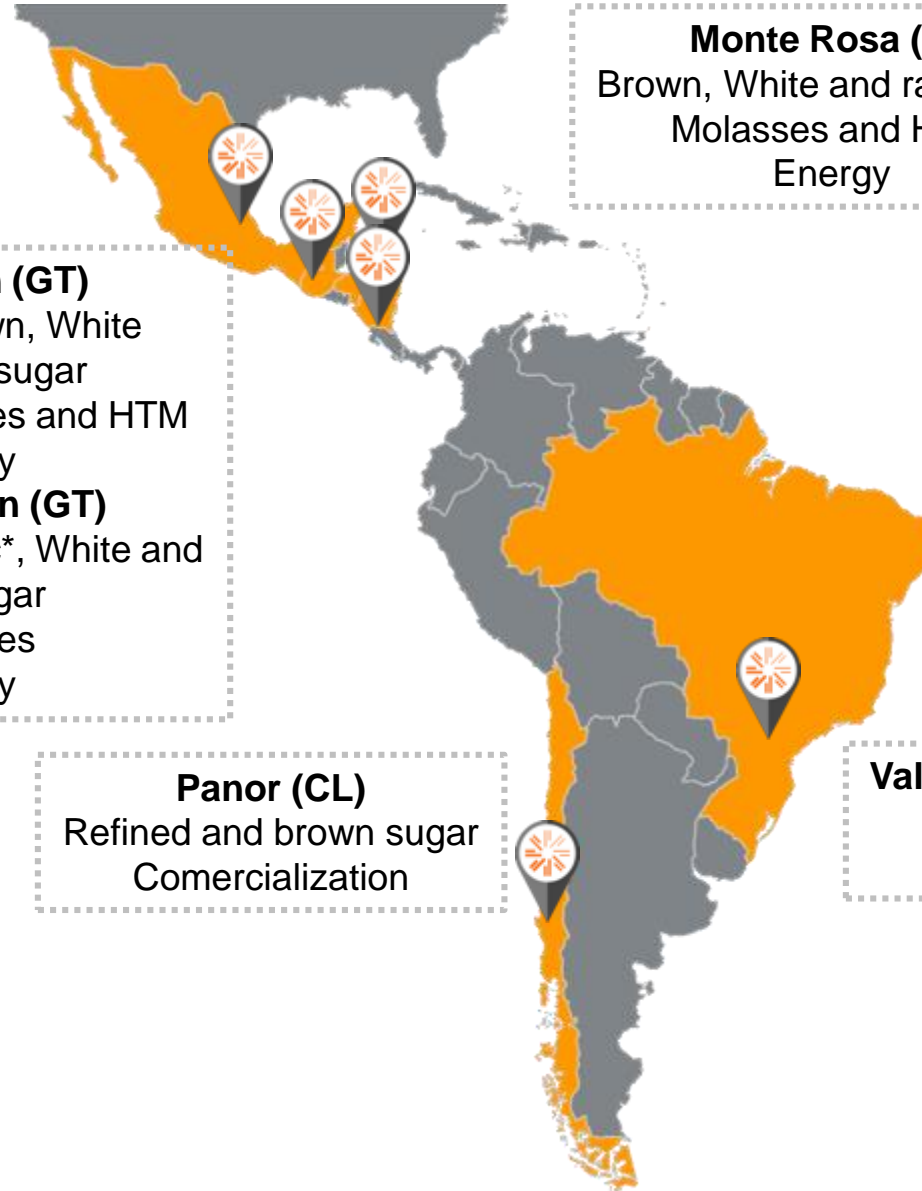 Monte Rosa (
Brown, White and ra
Molasses and H
Energy
(GT)
wn, White
sugar
es and HTM
y
n (GT)
*, White and
gar
es
y
Panor (CL)
Refined and brown sugar
Comercialization
Val